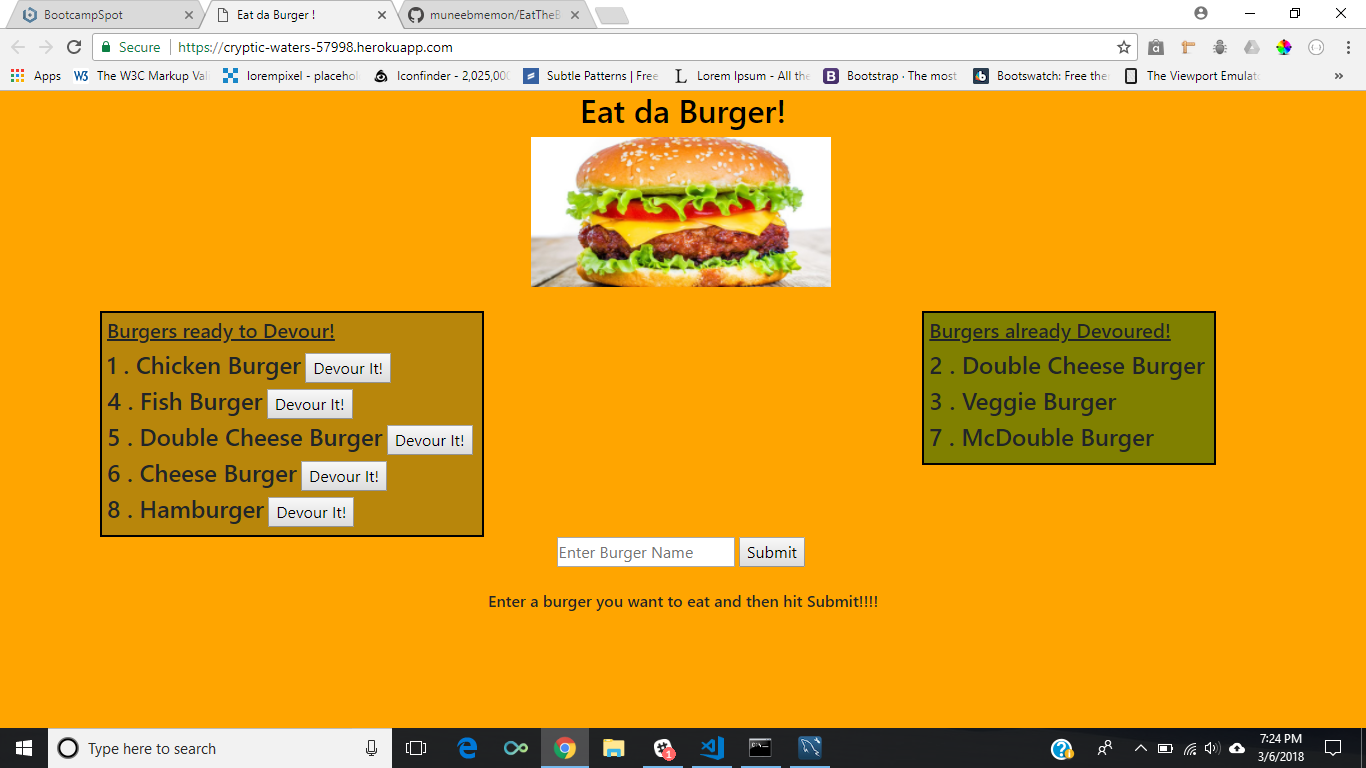 BootcampSpot
Eat da Burger !
muneebmemon/EatTheB
Secure
https://cryptic-waters-57998.herokuapp.com
Apps
The W3C Markup Val
lorempixel - placehol
Iconfinder - 2,025,000
Subtle Patterns | Free
Lorem Ipsum - All the
Bootstrap · The most
Bootswatch: Free the
The Viewport Emulato
Eat da Burger!
Burgers ready to Devour!
1 . Chicken Burger Devour It!
4 . Fish Burger Devour It!
5 . Double Cheese Burger Devour It!
6 . Cheese Burger Devour It!
8 . Hamburger Devour It!
Burgers already Devoured!
2 . Double Cheese Burger
3 . Veggie Burger
7 . McDouble Burger
Enter Burger Name Submit
Enter a burger you want to eat and then hit Submit!!!!
Type here to search
7:24 PM
3/6/2018